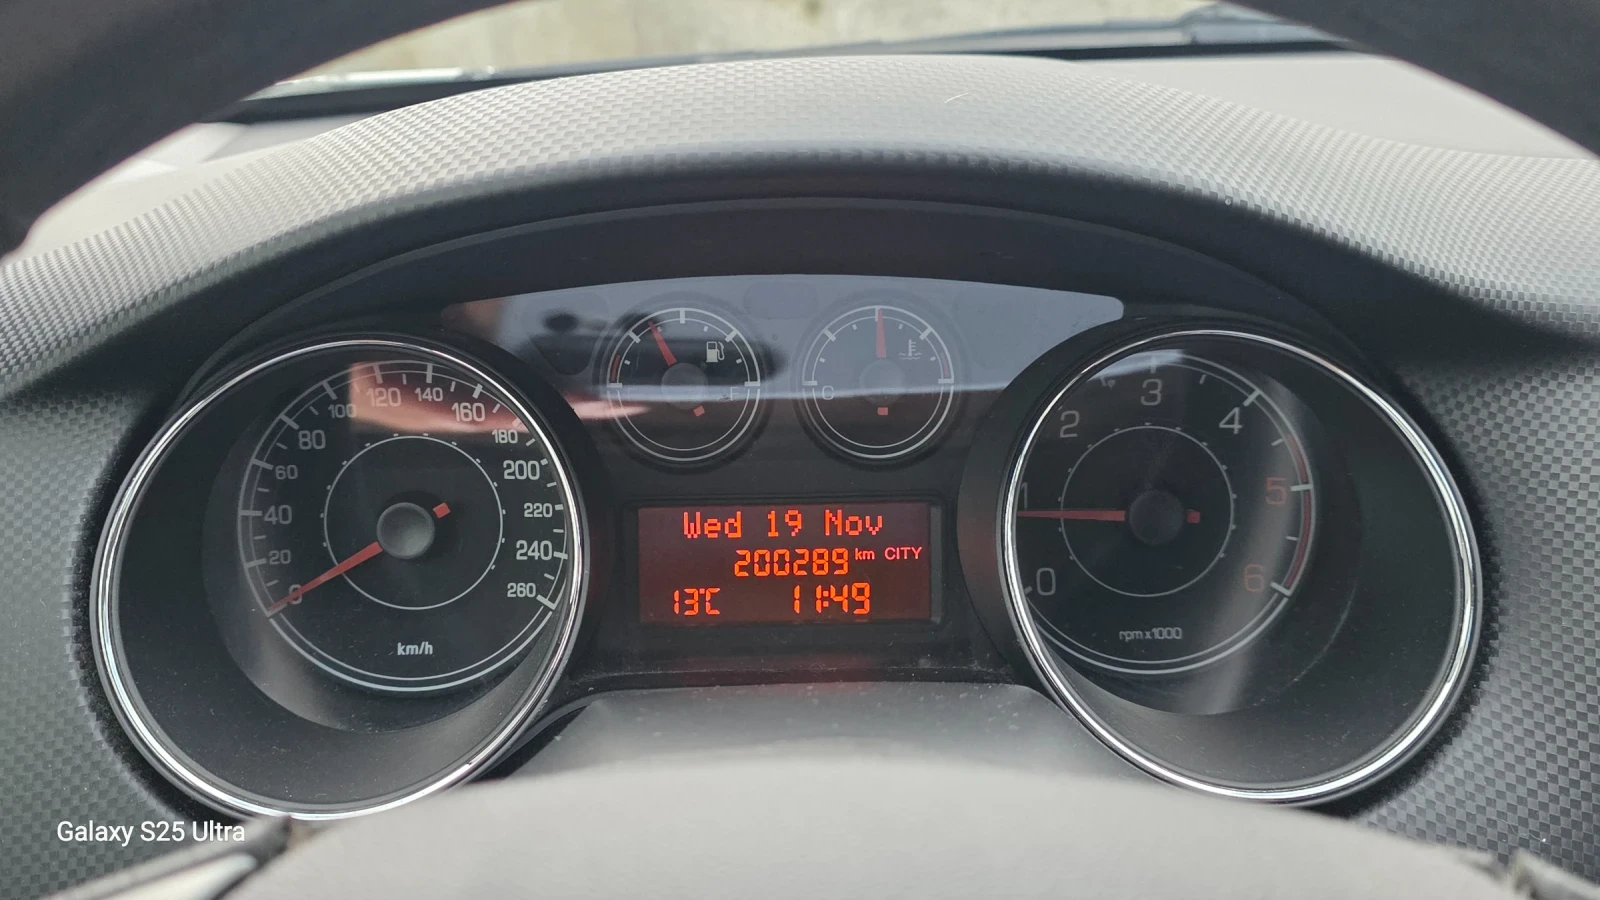 0 20 40 60 80 100 120 140 160 180 200 220 240 260
km/h
F
C
Wed 19 Nov
200289 km CITY
13°C 11:49
0 1 2 3 4 5 6
rpm x 1000
Galaxy S25 Ultra